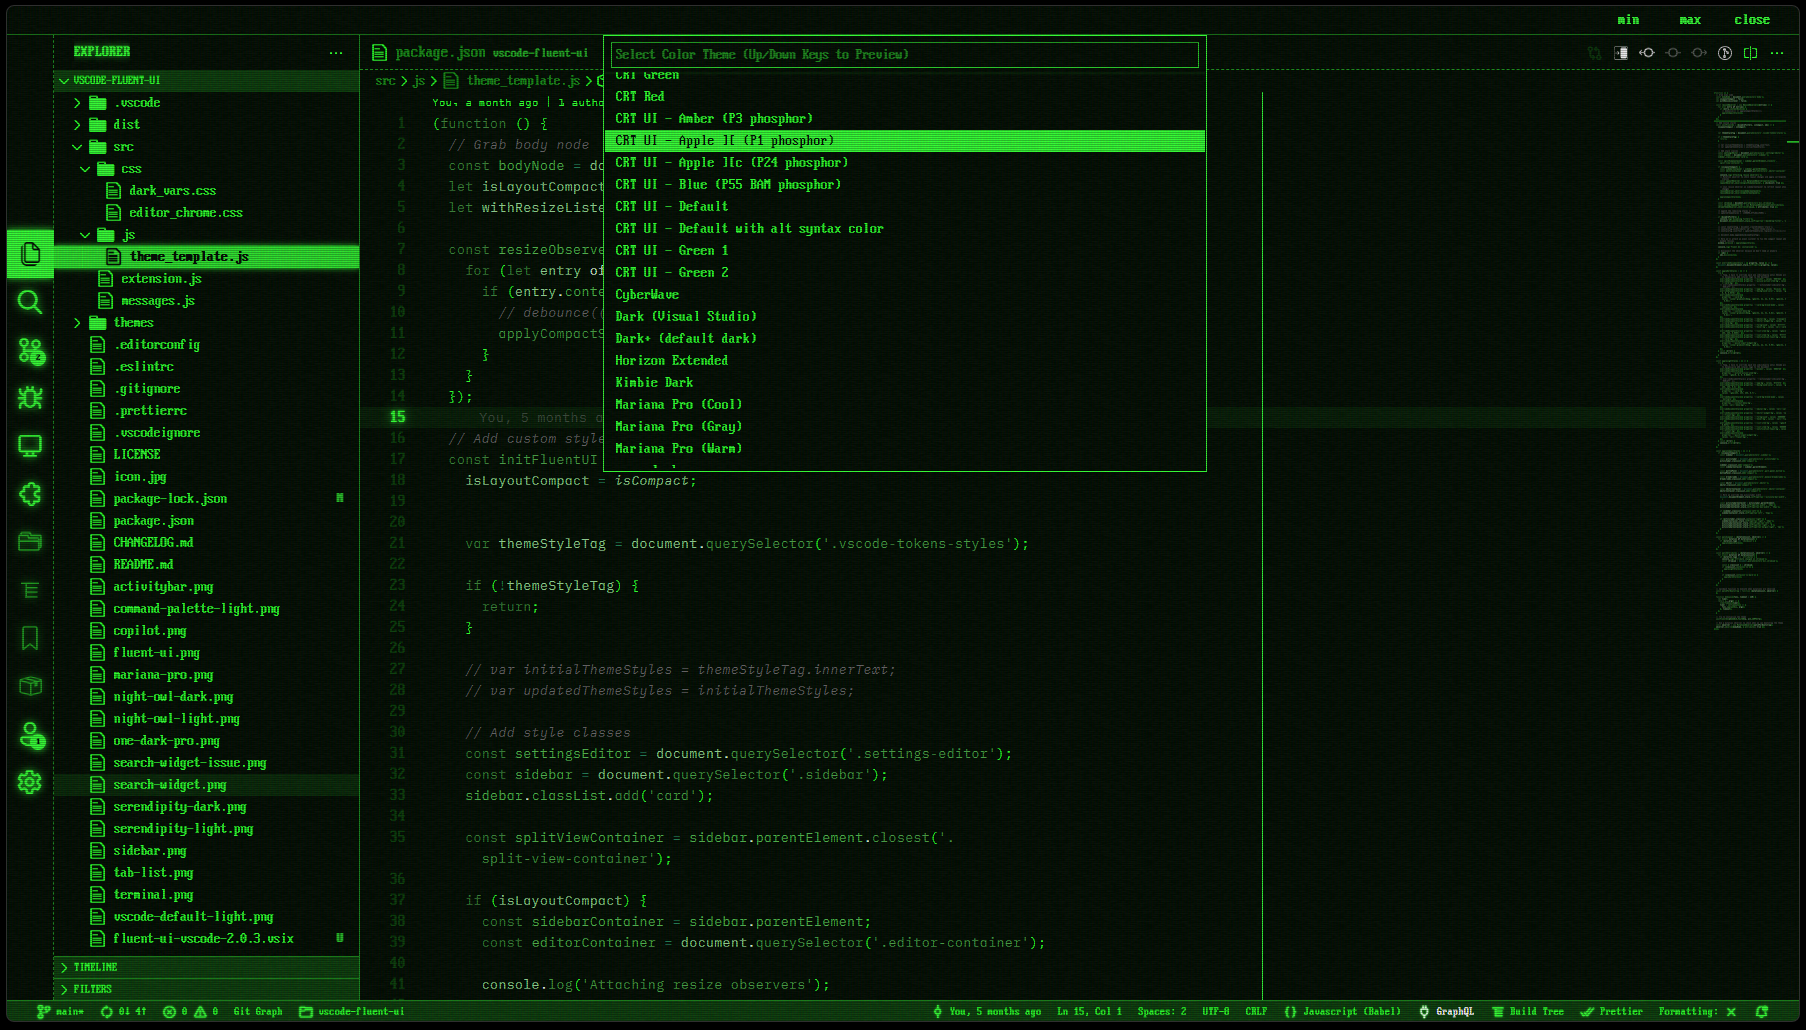 min max close
EXPLORER
VSCODE-FLUENT-UI
.vscode
dist
src
css
dark_vars.css
editor_chrome.css
js
theme_template.js
extension.js
messages.js
themes
.editorconfig
.eslintrc
.gitignore
.prettierrc
.vscodeignore
LICENSE
icon.jpg
package-lock.json M
package.json
CHANGELOG.md
README.md
activitybar.png
command-palette-light.png
copilot.png
fluent-ui.png
mariana-pro.png
night-owl-dark.png
night-owl-light.png
one-dark-pro.png
search-widget-issue.png
search-widget.png
serendipity-dark.png
serendipity-light.png
sidebar.png
tab-list.png
terminal.png
vscode-default-light.png
fluent-ui-vscode-2.0.3.vsix U
TIMELINE
FILTERS
package.json vscode-fluent-ui
src > js > theme_template.js >
Select Color Theme (Up/Down Keys to Preview)
CRT Green
CRT Red
CRT UI - Amber (P3 phosphor)
CRT UI - Apple ][ (P1 phosphor)
CRT UI - Apple ][c (P24 phosphor)
CRT UI - Blue (P55 BAM phosphor)
CRT UI - Default
CRT UI - Default with alt syntax color
CRT UI - Green 1
CRT UI - Green 2
CyberWave
Dark (Visual Studio)
Dark+ (default dark)
Horizon Extended
Kimbie Dark
Mariana Pro (Cool)
Mariana Pro (Gray)
Mariana Pro (Warm)
You, a month ago | 1 autho
1 (function () {
2 // Grab body node
3 const bodyNode = do
4 let isLayoutCompact
5 let withResizeListe
6
7 const resizeObserve
8 for (let entry of
9 if (entry.conte
10 // debounce((
11 applyCompactS
12 }
13 }
14 });
15 You, 5 months a
16 // Add custom style
17 const initFluentUI
18 isLayoutCompact = isCompact;
19
20
21 var themeStyleTag = document.querySelector('.vscode-tokens-styles');
22
23 if (!themeStyleTag) {
24 return;
25 }
26
27 // var initialThemeStyles = themeStyleTag.innerText;
28 // var updatedThemeStyles = initialThemeStyles;
29
30 // Add style classes
31 const settingsEditor = document.querySelector('.settings-editor');
32 const sidebar = document.querySelector('.sidebar');
33 sidebar.classList.add('card');
34
35 const splitViewContainer = sidebar.parentElement.closest('.
split-view-container');
36
37 if (isLayoutCompact) {
38 const sidebarContainer = sidebar.parentElement;
39 const editorContainer = document.querySelector('.editor-container');
40
41 console.log('Attaching resize observers');
main* 0↓ 4↑ 0 0 Git Graph vscode-fluent-ui
You, 5 months ago Ln 15, Col 1 Spaces: 2 UTF-8 CRLF {} Javascript (Babel) GraphQL Build Tree Prettier Formatting: ×